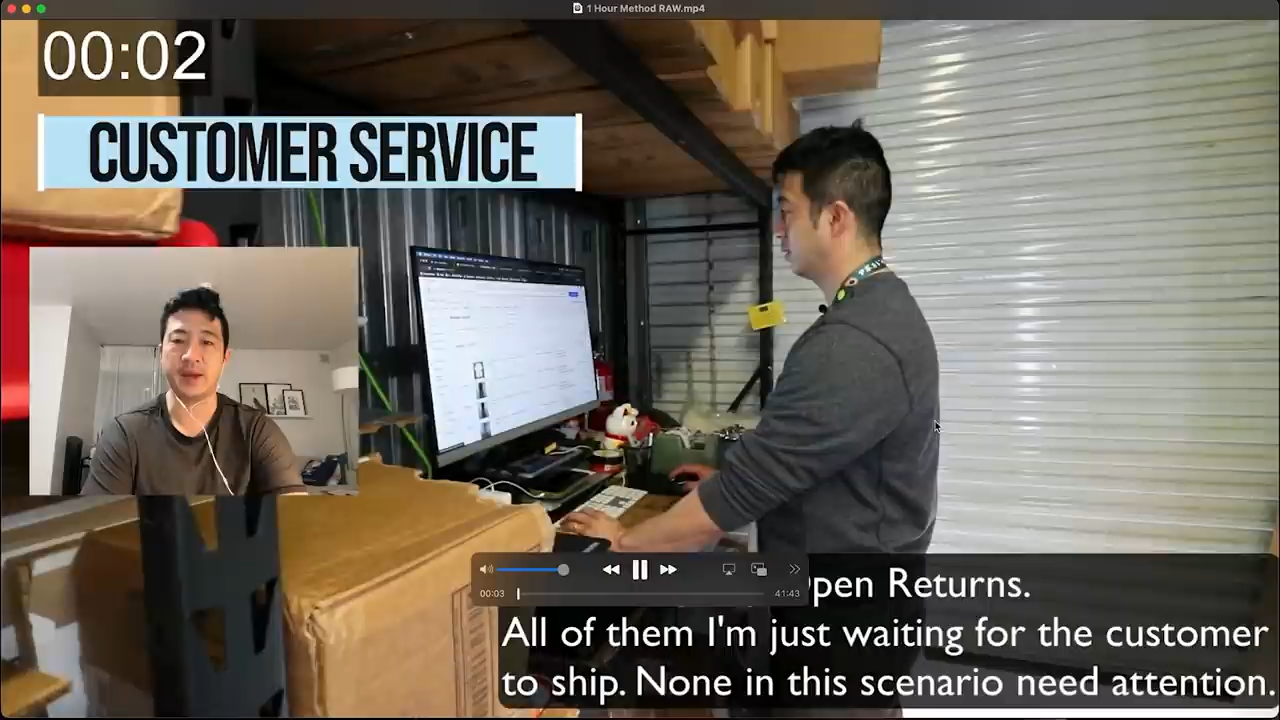 1 Hour Method RAW.mp4
00:02
CUSTOMER SERVICE
00:03
41:43
pen Returns.
All of them I'm just waiting for the customer
to ship. None in this scenario need attention.